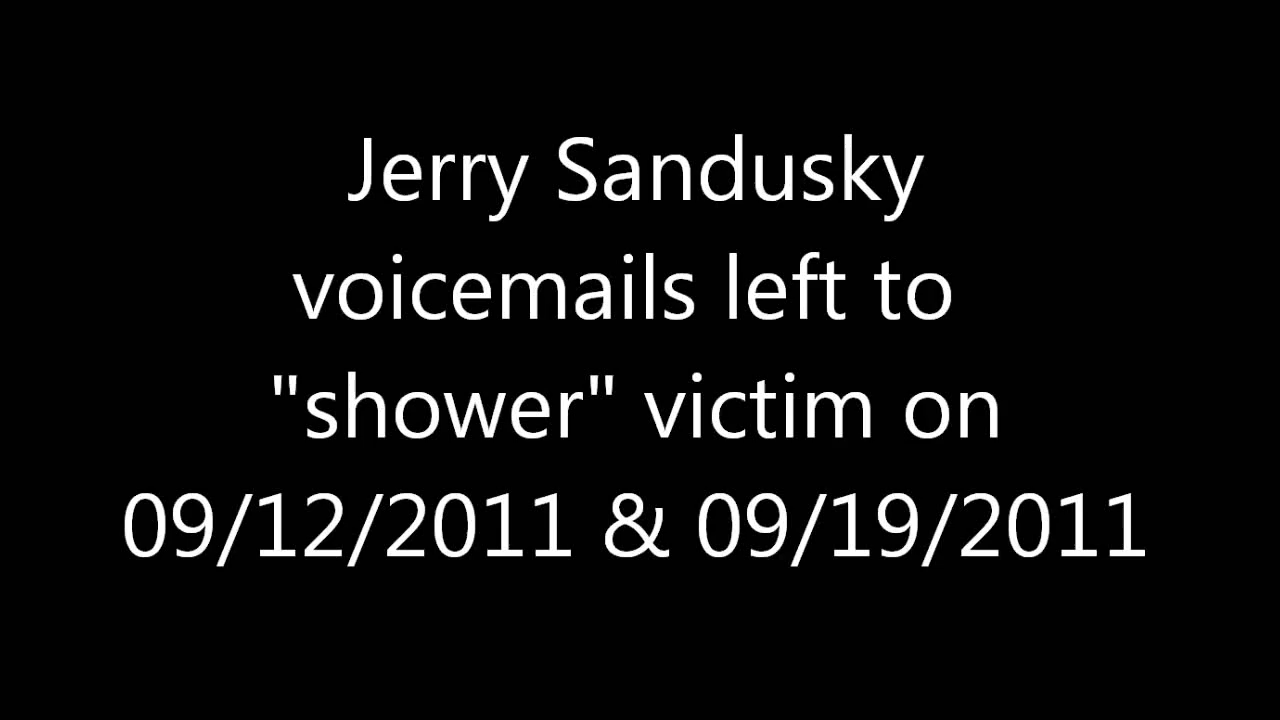 Jerry Sandusky
voicemails left to
"shower" victim on
09/12/2011 & 09/19/2011